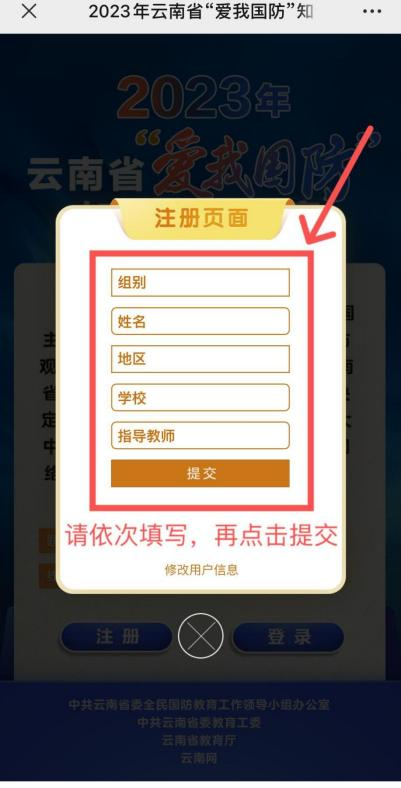 2023年云南省“爱我国防”知
2023年
云南省“爱我国防”
注册页面
组别
姓名
地区
学校
指导教师
提交
请依次填写，再点击提交
修改用户信息
注 册
登 录
中共云南省委全民国防教育工作领导小组办公室
中共云南省委教育工委
云南省教育厅
云南网